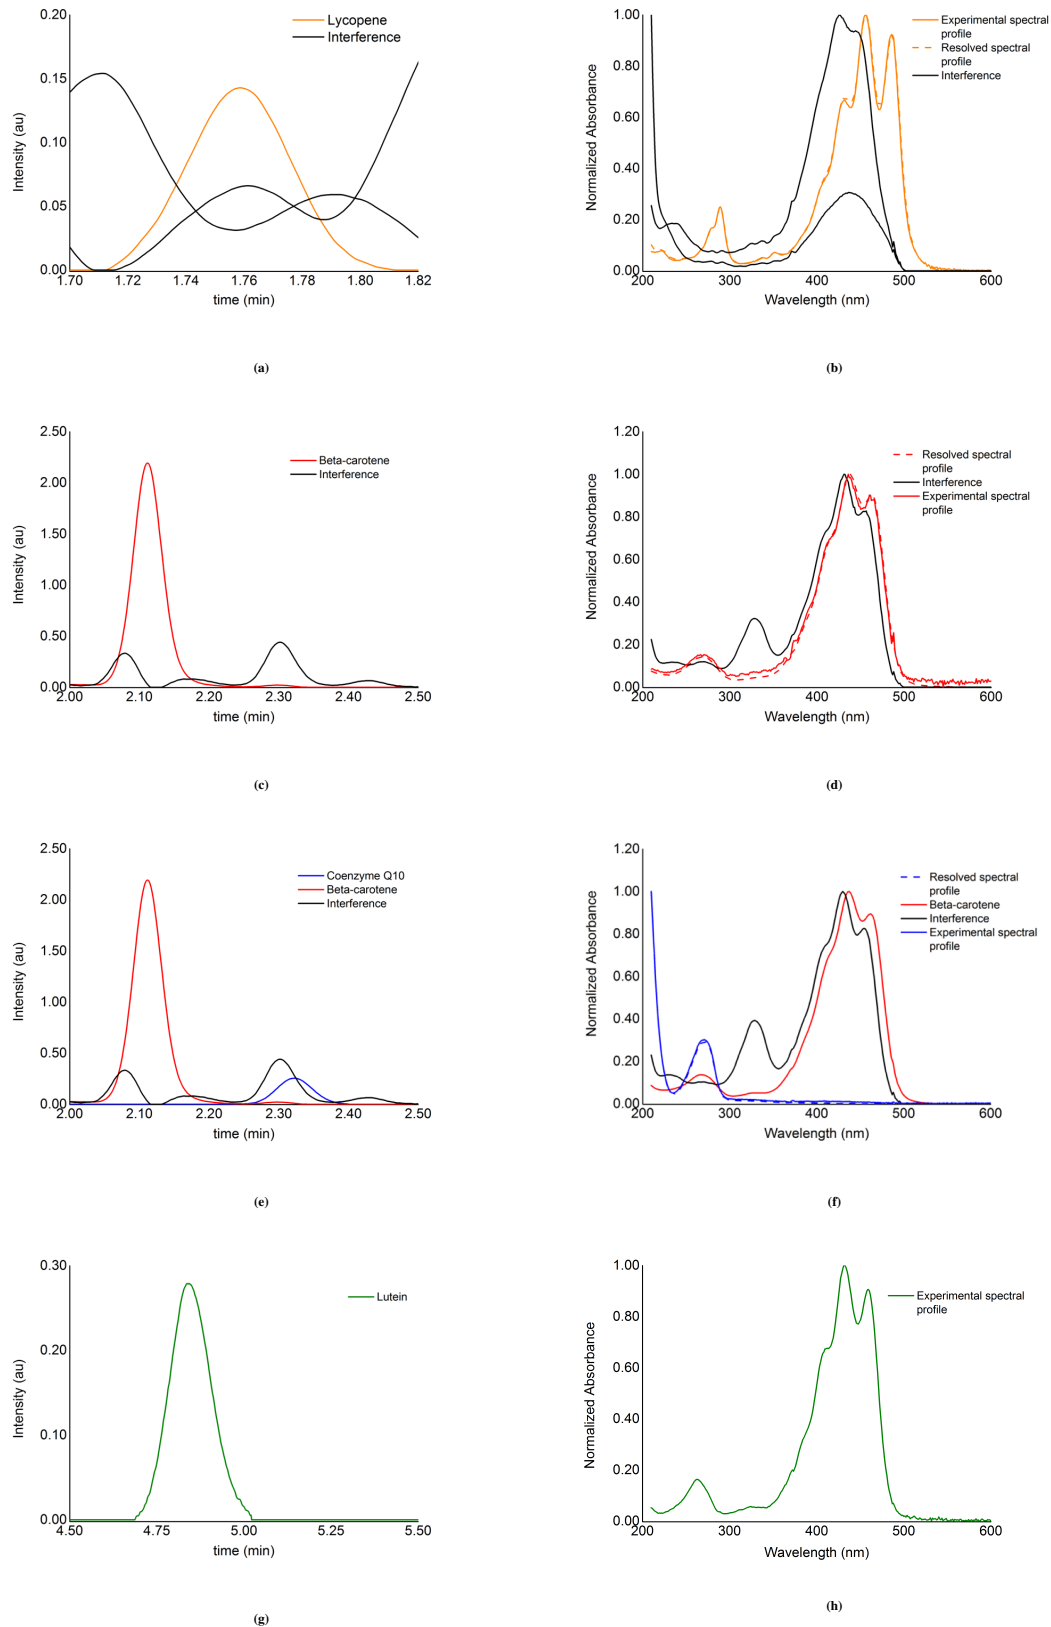 0.20
0.15
0.10
0.05
0.00
1.70
1.72
1.74
1.76
1.78
1.80
1.82
Intensity (au)
time (min)
Lycopene
Interference
(a)
1.00
0.80
0.60
0.40
0.20
0.00
200
300
400
500
600
Normalized Absorbance
Wavelength (nm)
Experimental spectral
profile
Resolved spectral
profile
Interference
(b)
2.50
2.00
1.50
1.00
0.50
0.00
2.00
2.10
2.20
2.30
2.40
2.50
Intensity (au)
time (min)
Beta-carotene
Interference
(c)
1.20
1.00
0.80
0.60
0.40
0.20
0.00
200
300
400
500
600
Normalized Absorbance
Wavelength (nm)
Resolved spectral
profile
Interference
Experimental spectral
profile
(d)
2.50
2.00
1.50
1.00
0.50
0.00
2.00
2.10
2.20
2.30
2.40
2.50
Intensity (au)
time (min)
Coenzyme Q10
Beta-carotene
Interference
(e)
1.20
1.00
0.80
0.60
0.40
0.20
0.00
200
300
400
500
600
Normalized Absorbance
Wavelength (nm)
Resolved spectral
profile
Beta-carotene
Interference
Experimental spectral
profile
(f)
0.30
0.20
0.10
0.00
4.50
4.75
5.00
5.25
5.50
Intensity (au)
time (min)
Lutein
(g)
1.00
0.80
0.60
0.40
0.20
0.00
200
300
400
500
600
Normalized Absorbance
Wavelength (nm)
Experimental spectral
profile
(h)